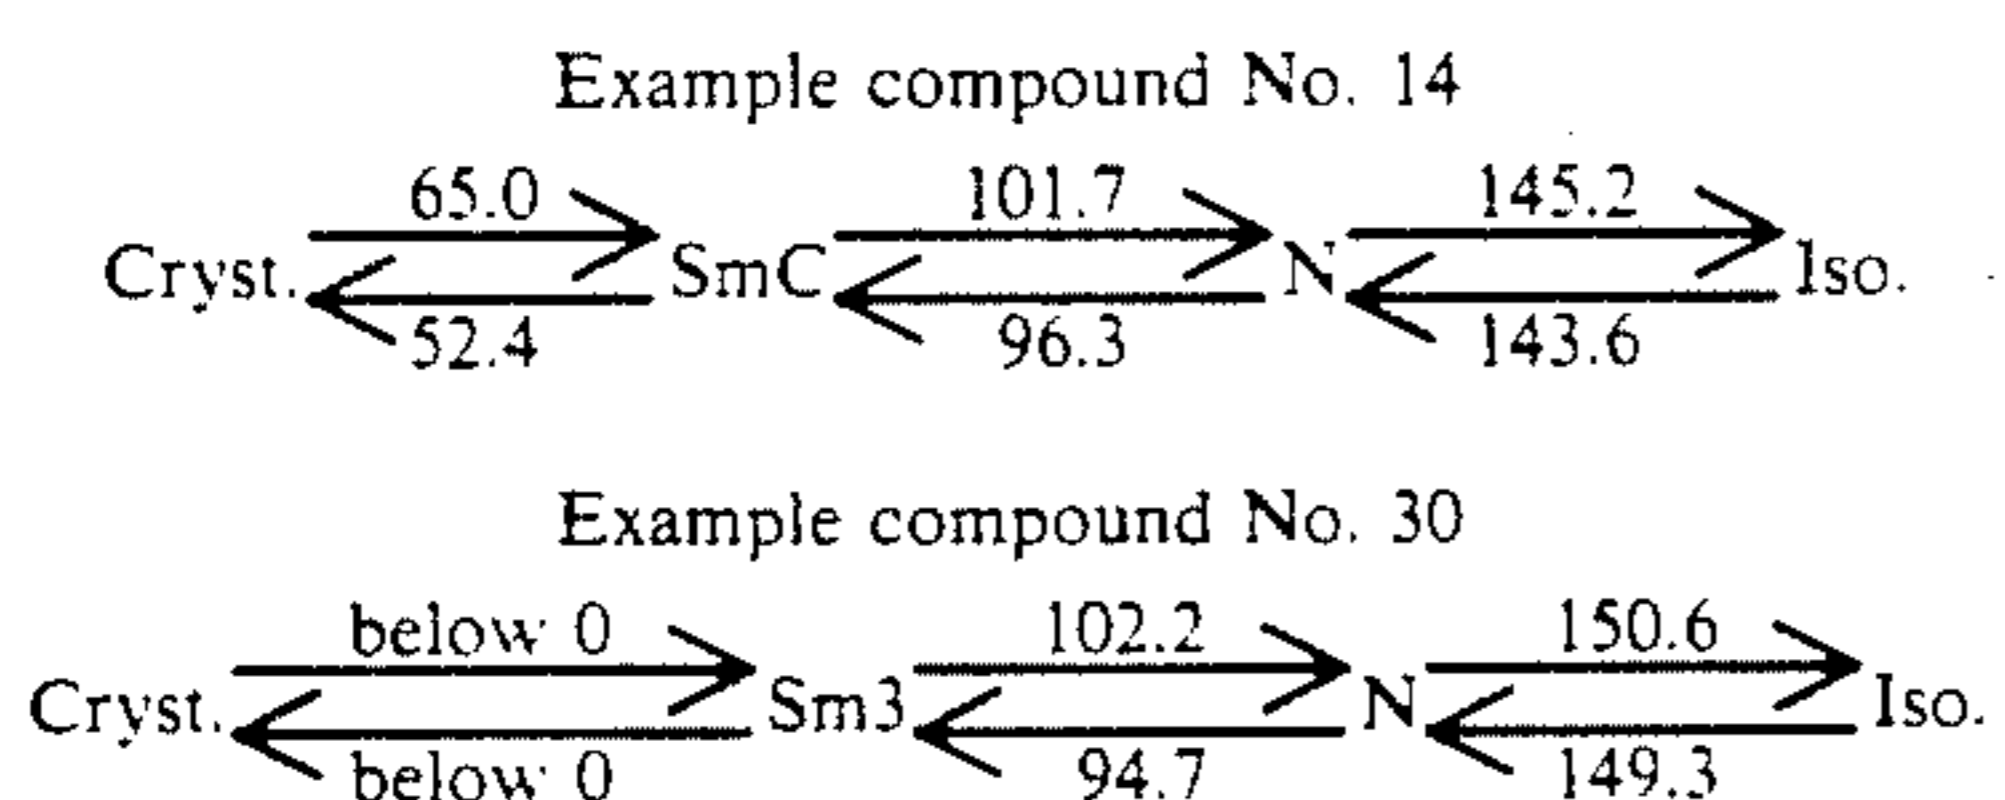 Example compound No. 14
65.0 101.7 145.2
Cryst. SmC N Iso.
52.4 96.3 143.6
Example compound No. 30
below 0 102.2 150.6
Cryst. Sm3 N Iso.
below 0 94.7 149.3